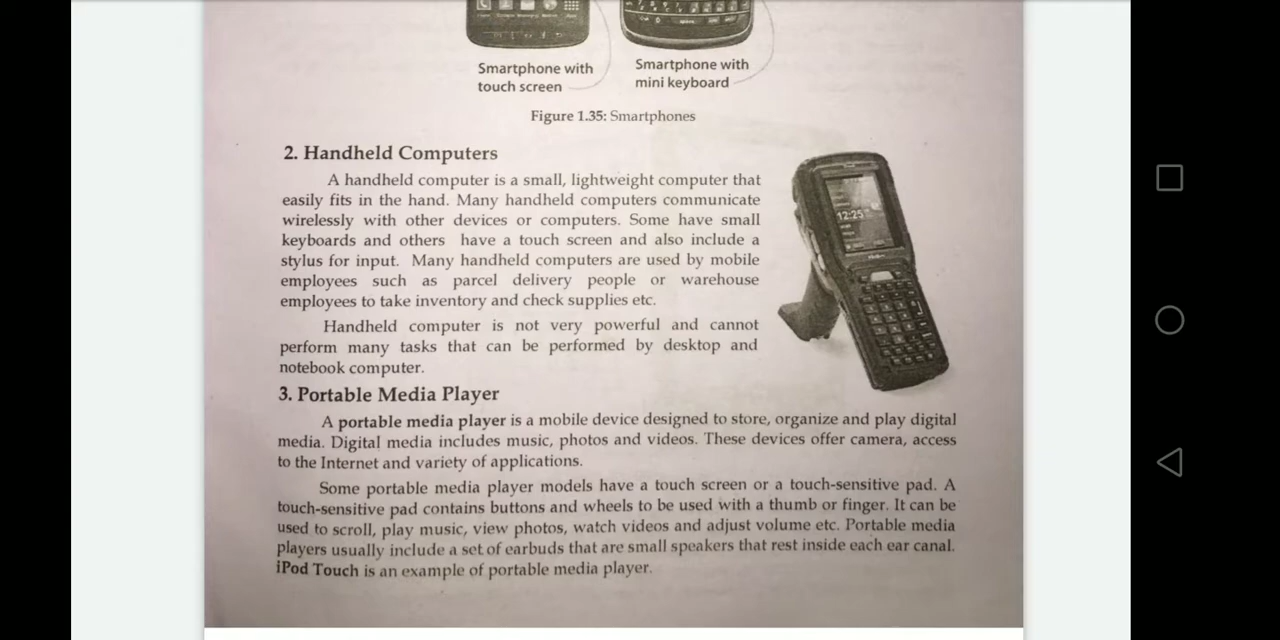 Smartphone with
touch screen
Smartphone with
mini keyboard
Figure 1.35: Smartphones
2. Handheld Computers
A handheld computer is a small, lightweight computer that
easily fits in the hand. Many handheld computers communicate
wirelessly with other devices or computers. Some have small
keyboards and others have a touch screen and also include a
stylus for input. Many handheld computers are used by mobile
employees such as parcel delivery people or warehouse
employees to take inventory and check supplies etc.
Handheld computer is not very powerful and cannot
perform many tasks that can be performed by desktop and
notebook computer.
12:25
3. Portable Media Player
A portable media player is a mobile device designed to store, organize and play digital
media. Digital media includes music, photos and videos. These devices offer camera, access
to the Internet and variety of applications.
Some portable media player models have a touch screen or a touch-sensitive pad. A
touch-sensitive pad contains buttons and wheels to be used with a thumb or finger. It can be
used to scroll, play music, view photos, watch videos and adjust volume etc. Portable media
players usually include a set of earbuds that are small speakers that rest inside each ear canal.
iPod Touch is an example of portable media player.